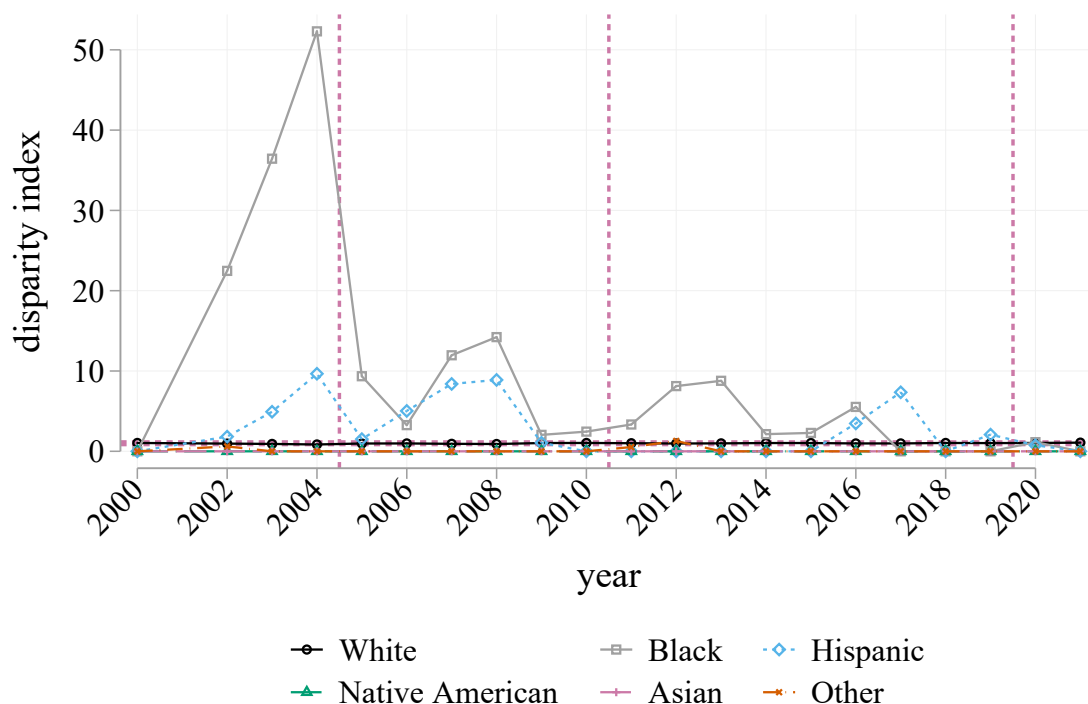 disparity index
50
40
30
20
10
0
2000 2002 2004 2006 2008 2010 2012 2014 2016 2018 2020
year
White Black Hispanic
Native American Asian Other